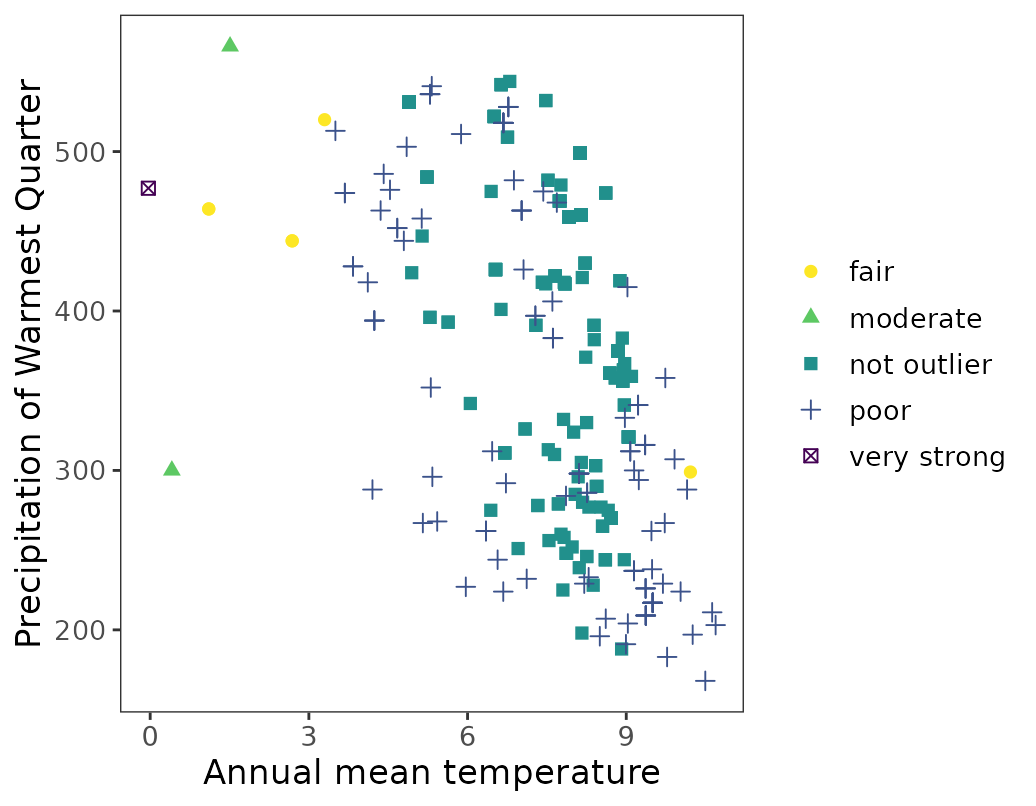 Precipitation of Warmest Quarter
500
400
300
200
0 3 6 9
Annual mean temperature
fair
moderate
not outlier
poor
very strong